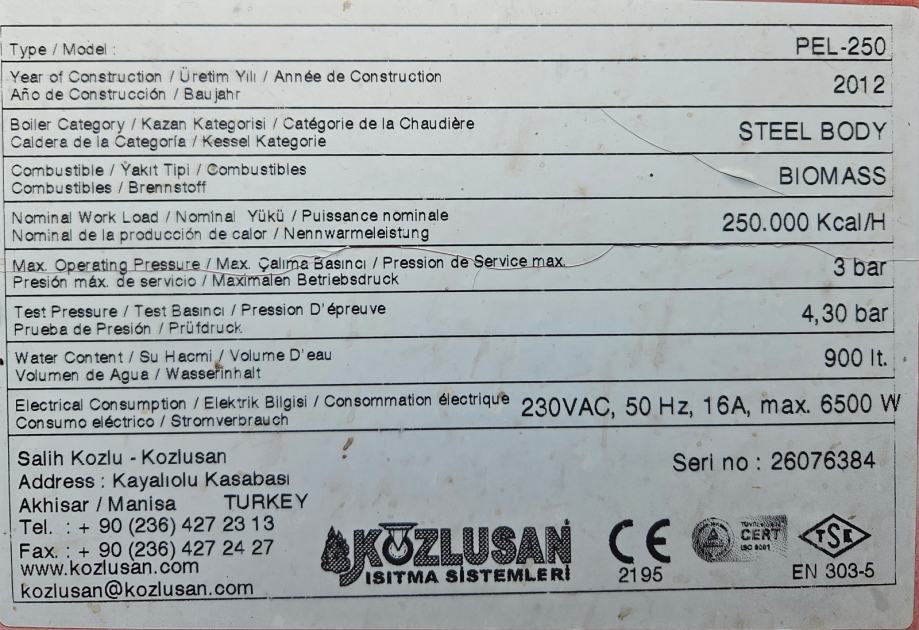 Type / Model : PEL-250
Year of Construction / Üretim Yılı / Année de Construction
Año de Construcción / Baujahr
2012
Boiler Category / Kazan Kategorisi / Catégorie de la Chaudière
Caldera de la Categoría / Kessel Kategorie
STEEL BODY
Combustible / Yakıt Tipi / Combustibles
Combustibles / Brennstoff
BIOMASS
Nominal Work Load / Nominal Yükü / Puissance nominale
Nominal de la producción de calor / Nennwarmeleistung
250.000 Kcal/H
Max. Operating Pressure / Max. Çalıma Basıncı / Pression de Service max.
Presión máx. de servicio / Maximalen Betriebsdruck
3 bar
Test Pressure / Test Basıncı / Pression D'épreuve
Prueba de Presión / Prüfdruck
4,30 bar
Water Content / Su Hacmi / Volume D'eau
Volumen de Agua / Wasserinhalt
900 lt.
Electrical Consumption / Elektrik Bilgisi / Consommation électrique
Consumo eléctrico / Stromverbrauch
230VAC, 50 Hz, 16A, max. 6500 W
Salih Kozlu - Kozlusan
Address : Kayalıolu Kasabası
Akhisar / Manisa TURKEY
Tel. : + 90 (236) 427 23 13
Fax. : + 90 (236) 427 24 27
www.kozlusan.com
kozlusan@kozlusan.com
Seri no : 26076384
KOZLUSAN
ISITMA SİSTEMLERİ
CE
2195
CERT
ISO 9001
TSE
EN 303-5